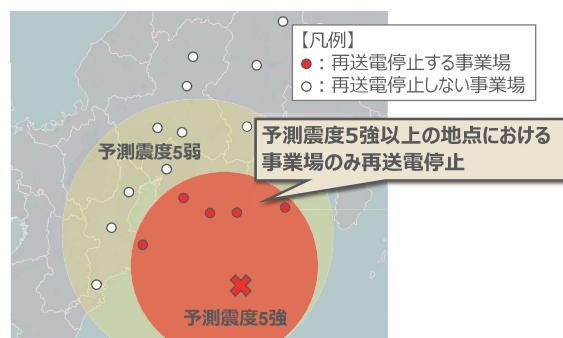 【凡例】
●：再送電停止する事業場
○：再送電停止しない事業場
予測震度5強以上の地点における
事業場のみ再送電停止
予測震度5弱
予測震度5強